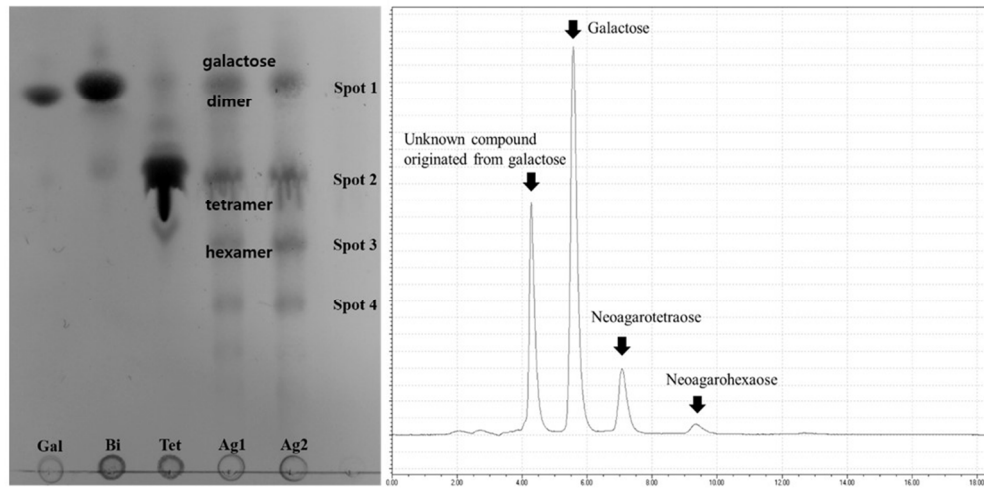 galactose
Spot 1
dimer
Spot 2
tetramer
Spot 3
hexamer
Spot 4
Gal Bi Tet Ag1 Ag2
Galactose
Unknown compound
originated from galactose
Neoagarotetraose
Neoagarohexaose
0.00 2.00 4.00 6.00 8.00 10.00 12.00 14.00 16.00 18.00